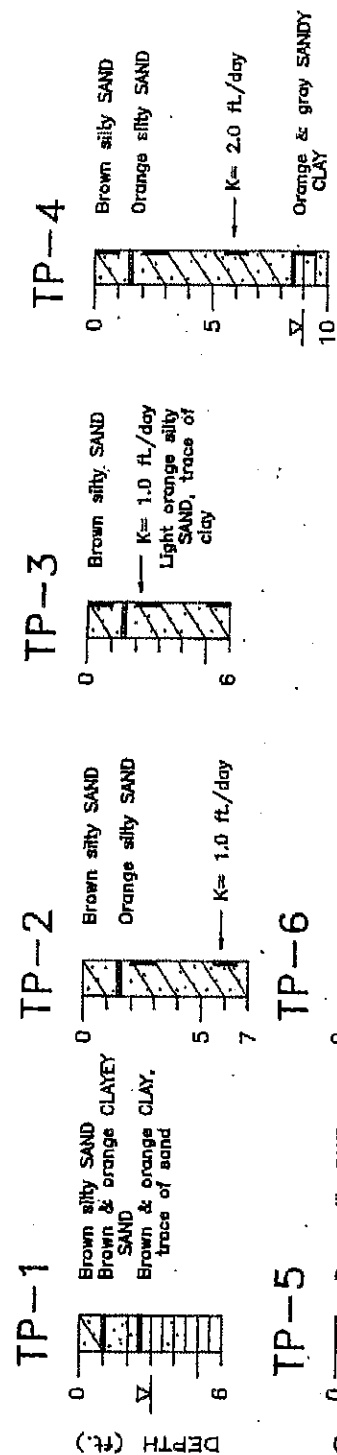 TP-1
DEPTH (ft.)
0
6
Brown silty SAND
Brown & orange CLAYEY
SAND
Brown & orange CLAY,
trace of sand
TP-2
0
5
7
Brown silty SAND
Orange silty SAND
K= 1.0 ft./day
TP-3
0
6
Brown silty SAND
K= 1.0 ft./day
Light orange silty
SAND, trace of
clay
TP-4
0
5
10
Brown silty SAND
Orange silty SAND
K= 2.0 ft./day
Orange & gray SANDY
CLAY
TP-5
TP-6